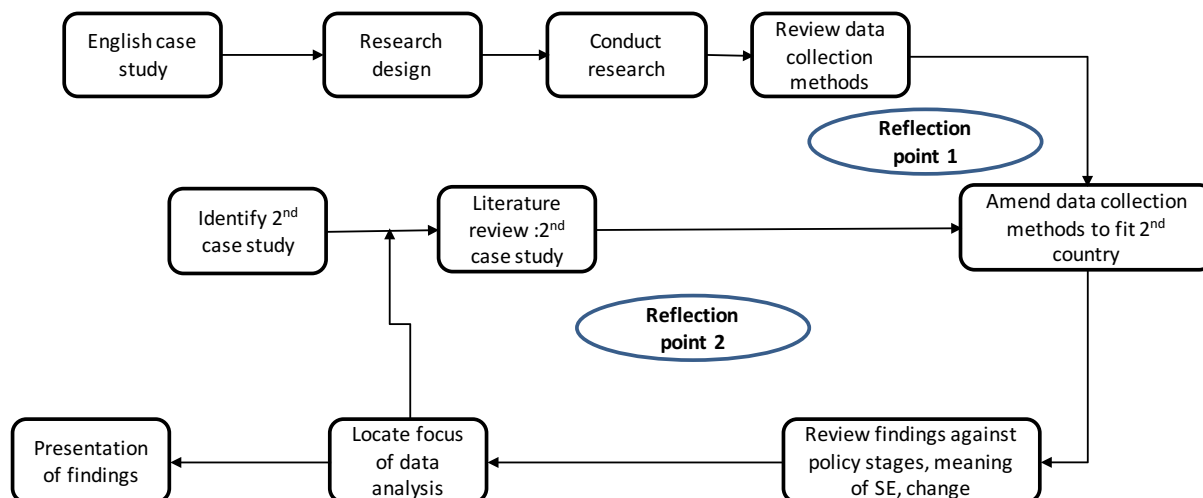 English case
study
Research
design
Conduct
research
Review data
collection
methods
Reflection
point 1
Identify 2nd
case study
Literature
review :2nd
case study
Amend data collection
methods to fit 2nd
country
Reflection
point 2
Presentation
of findings
Locate focus
of data
analysis
Review findings against
policy stages, meaning
of SE, change